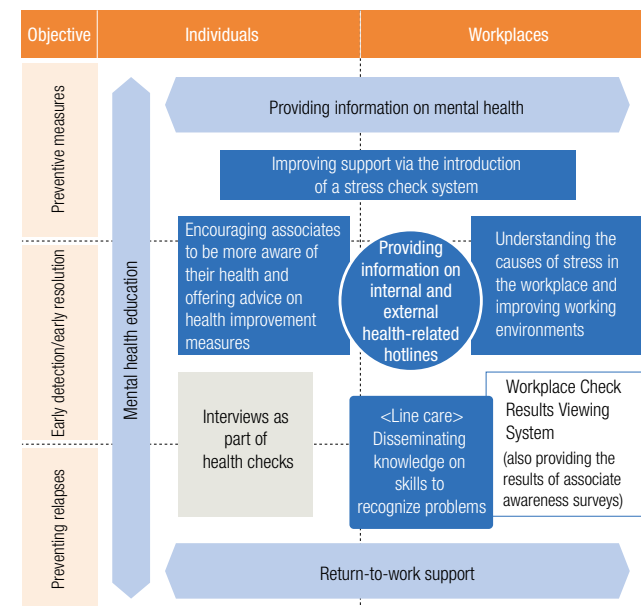 Objective
Individuals
Workplaces
Preventive measures
Early detection/early resolution
Preventing relapses
Mental health education
Providing information on mental health
Improving support via the introduction
of a stress check system
Encouraging associates
to be more aware of
their health and
offering advice on
health improvement
measures
Providing
information on
internal and
external
health-related
hotlines
Understanding the
causes of stress in
the workplace and
improving working
environments
Interviews as
part of
health checks
<Line care>
Disseminating
knowledge on
skills to
recognize problems
Workplace Check
Results Viewing
System
(also providing the
results of associate
awareness surveys)
Return-to-work support